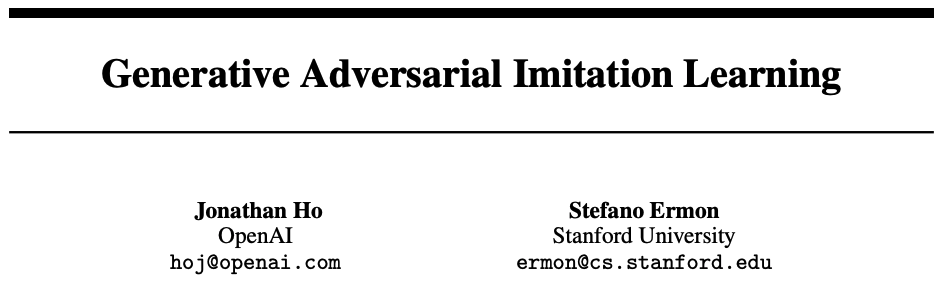 Generative Adversarial Imitation Learning
Jonathan Ho
OpenAI
hoj@openai.com
Stefano Ermon
Stanford University
ermon@cs.stanford.edu